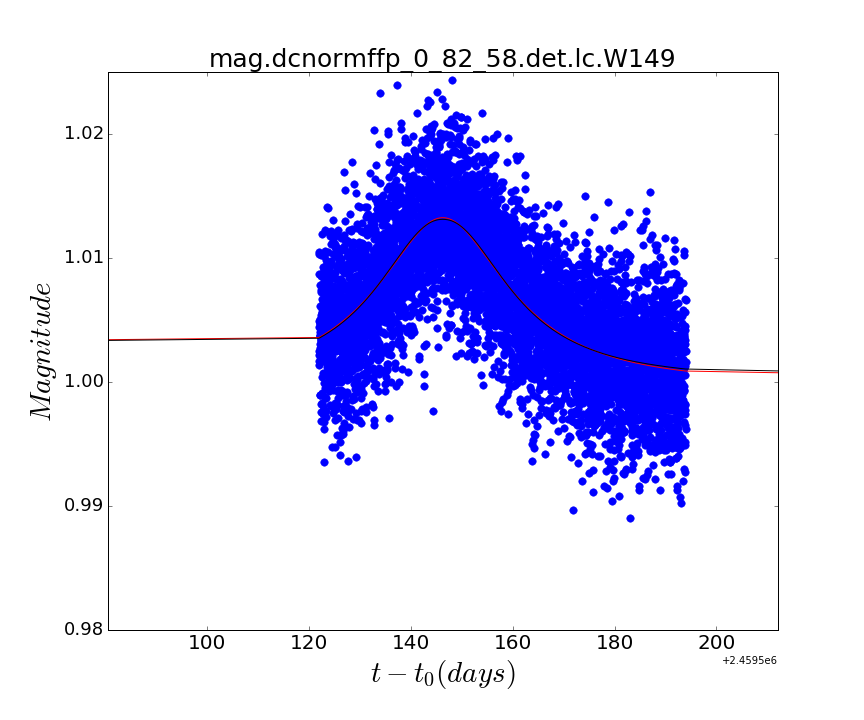 mag.dcnormffp_0_82_58.det.lc.W149
Magnitude
1.02
1.01
1.00
0.99
0.98
100 120 140 160 180 200
+2.4595e6
t − t₀(days)